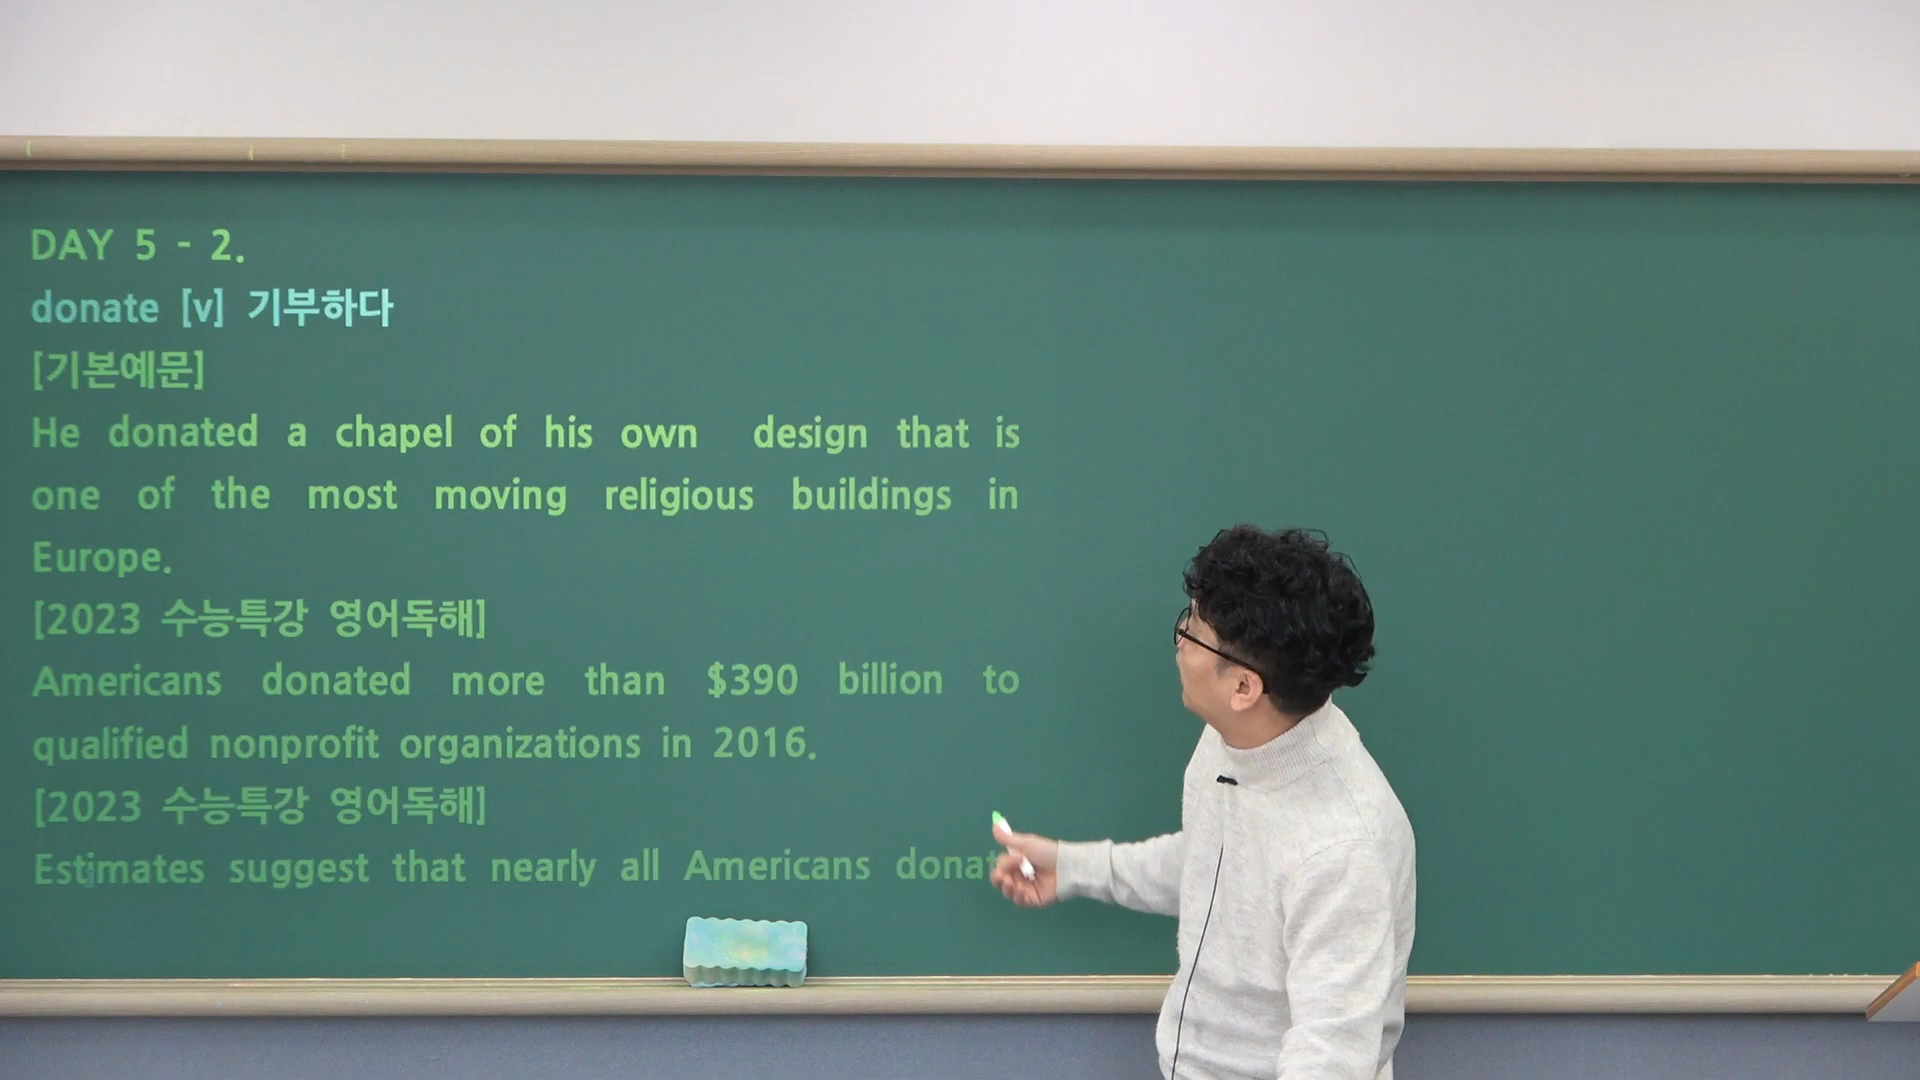 DAY 5 - 2.
donate [v] 기부하다
[기본예문]
He donated a chapel of his own design that is
one of the most moving religious buildings in
Europe.
[2023 수능특강 영어독해]
Americans donated more than $390 billion to
qualified nonprofit organizations in 2016.
[2023 수능특강 영어독해]
Estimates suggest that nearly all Americans